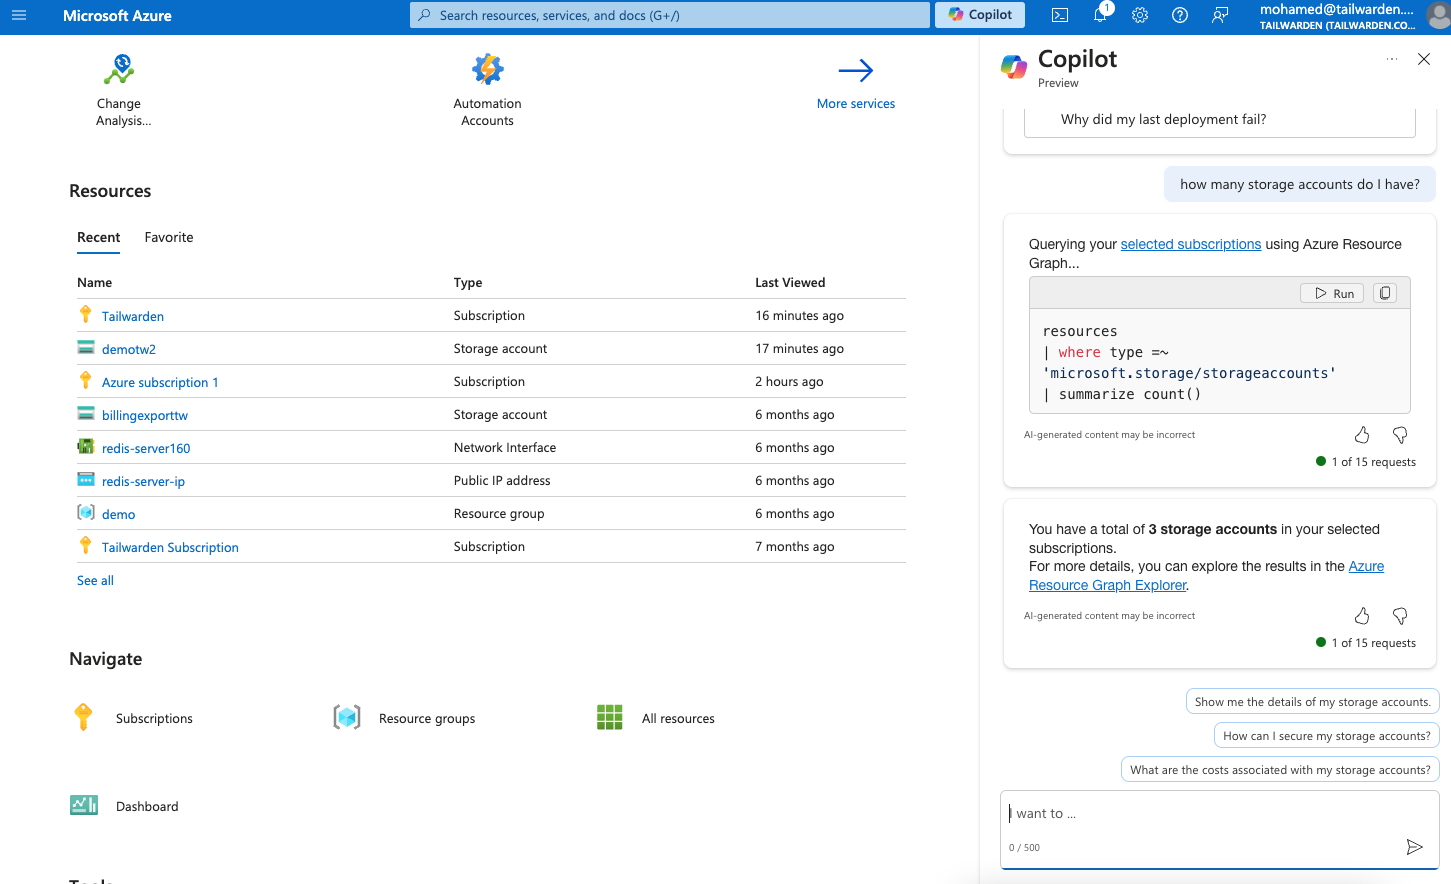 Microsoft Azure
Search resources, services, and docs (G+/)
Copilot
1
mohamed@tailwarden....
TAILWARDEN (TAILWARDEN.CO...
Change
Analysis...
Automation
Accounts
More services
Resources
Recent
Favorite
Name Type Last Viewed
Tailwarden Subscription 16 minutes ago
demotw2 Storage account 17 minutes ago
Azure subscription 1 Subscription 2 hours ago
billingexporttw Storage account 6 months ago
redis-server160 Network Interface 6 months ago
redis-server-ip Public IP address 6 months ago
demo Resource group 6 months ago
Tailwarden Subscription Subscription 7 months ago
See all
Navigate
Subscriptions
Resource groups
All resources
Dashboard
Tools
Copilot
Preview
Why did my last deployment fail?
how many storage accounts do I have?
Querying your selected subscriptions using Azure Resource
Graph...
Run
resources
| where type =~
'microsoft.storage/storageaccounts'
| summarize count()
AI-generated content may be incorrect
1 of 15 requests
You have a total of 3 storage accounts in your selected
subscriptions.
For more details, you can explore the results in the Azure
Resource Graph Explorer.
AI-generated content may be incorrect
1 of 15 requests
Show me the details of my storage accounts.
How can I secure my storage accounts?
What are the costs associated with my storage accounts?
I want to ...
0 / 500